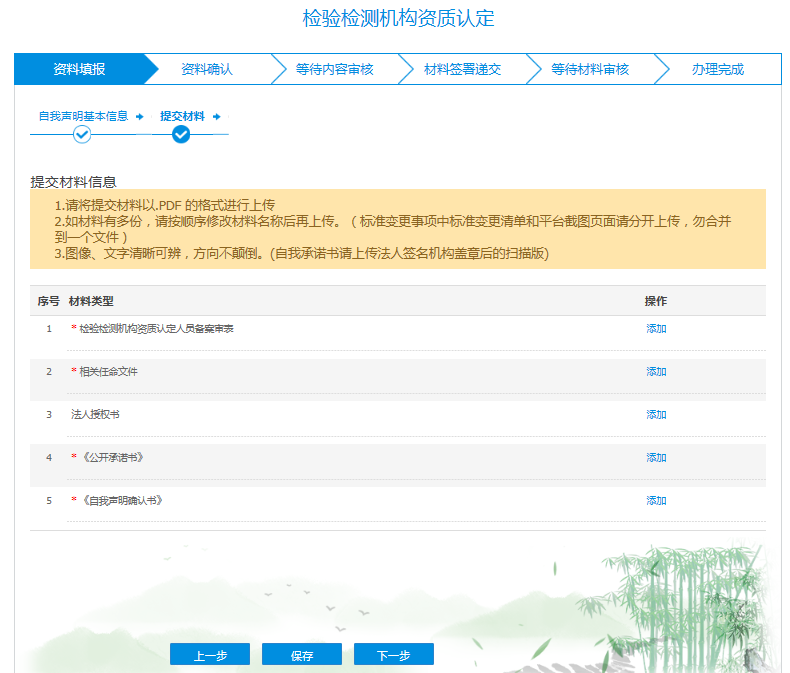 检验检测机构资质认定
资料填报 资料确认 等待内容审核 材料签署递交 等待材料审核 办理完成
自我声明基本信息 提交材料
提交材料信息
1.请将提交材料以.PDF 的格式进行上传
2.如材料有多份，请按顺序修改材料名称后再上传。（标准变更事项中标准变更清单和平台截图页面请分开上传，勿合并
到一个文件）
3.图像、文字清晰可辨，方向不颠倒。(自我承诺书请上传法人签名机构盖章后的扫描版)
序号 材料类型 操作
1 * 检验检测机构资质认定人员备案审表 添加
2 * 相关任命文件 添加
3 法人授权书 添加
4 * 《公开承诺书》 添加
5 * 《自我声明确认书》 添加
上一步 保存 下一步